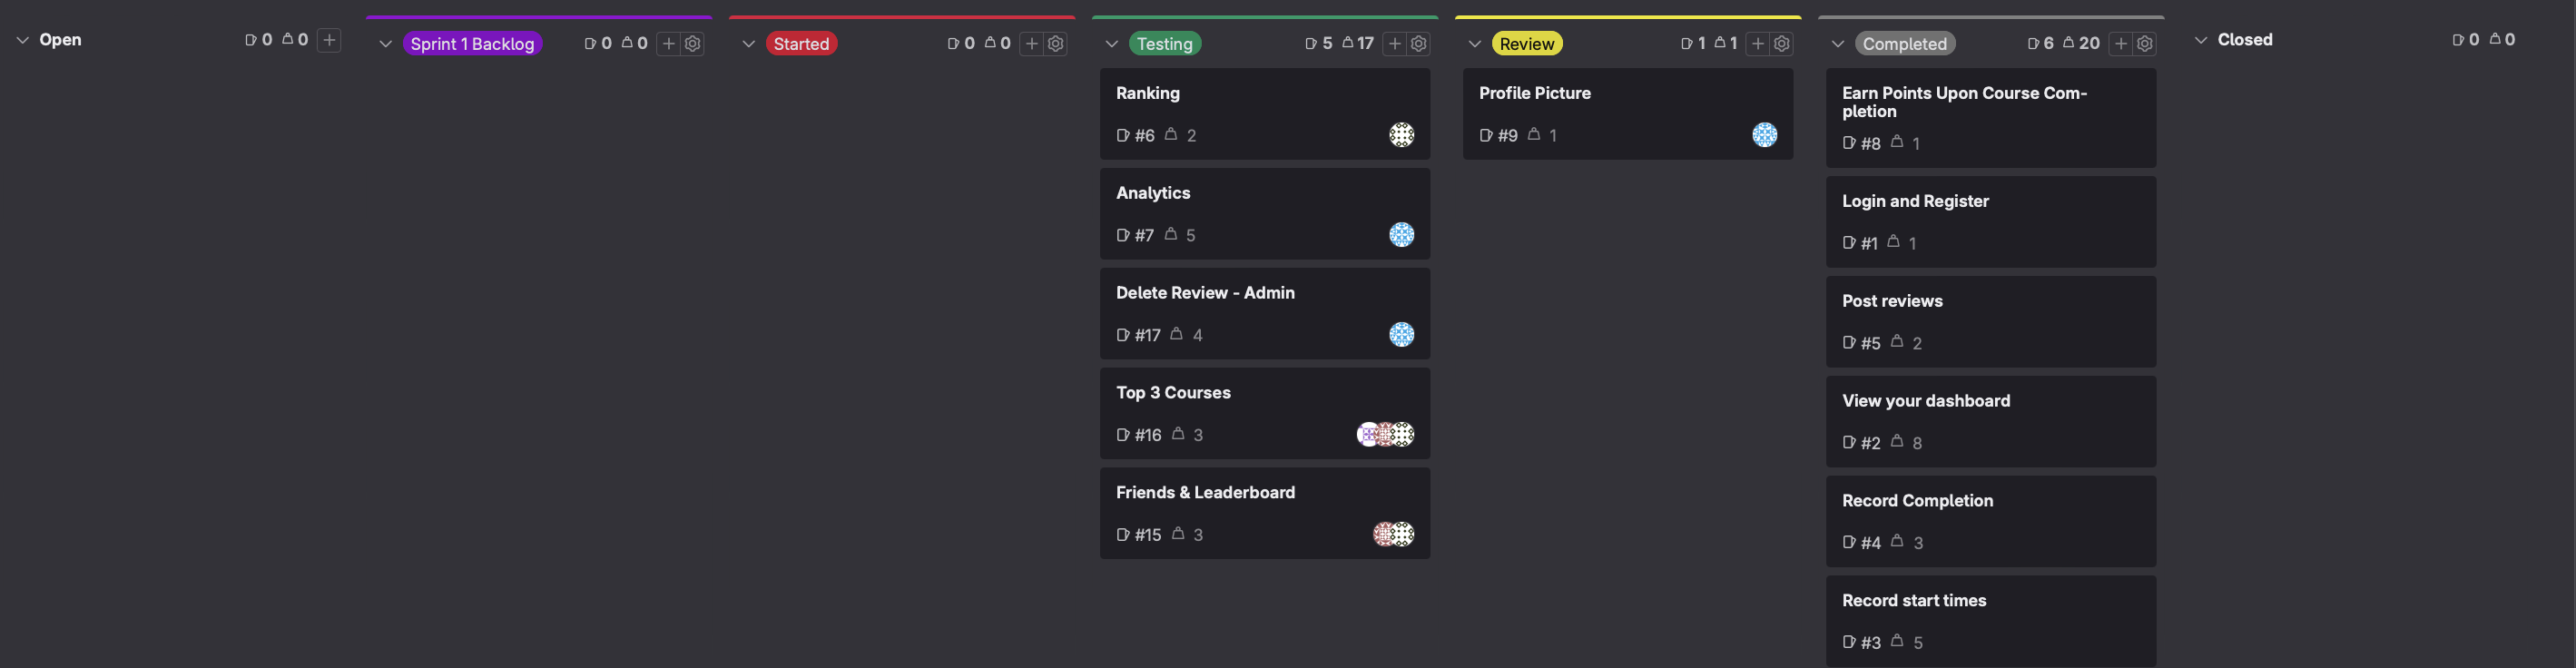 Open 0 0
Sprint 1 Backlog 0 0
Started 0 0
Testing 5 17
Ranking
#6 2
Analytics
#7 5
Delete Review - Admin
#17 4
Top 3 Courses
#16 3
Friends & Leaderboard
#15 3
Review 1 1
Profile Picture
#9 1
Completed 6 20
Earn Points Upon Course Com-
pletion
#8 1
Login and Register
#1 1
Post reviews
#5 2
View your dashboard
#2 8
Record Completion
#4 3
Record start times
#3 5
Closed 0 0